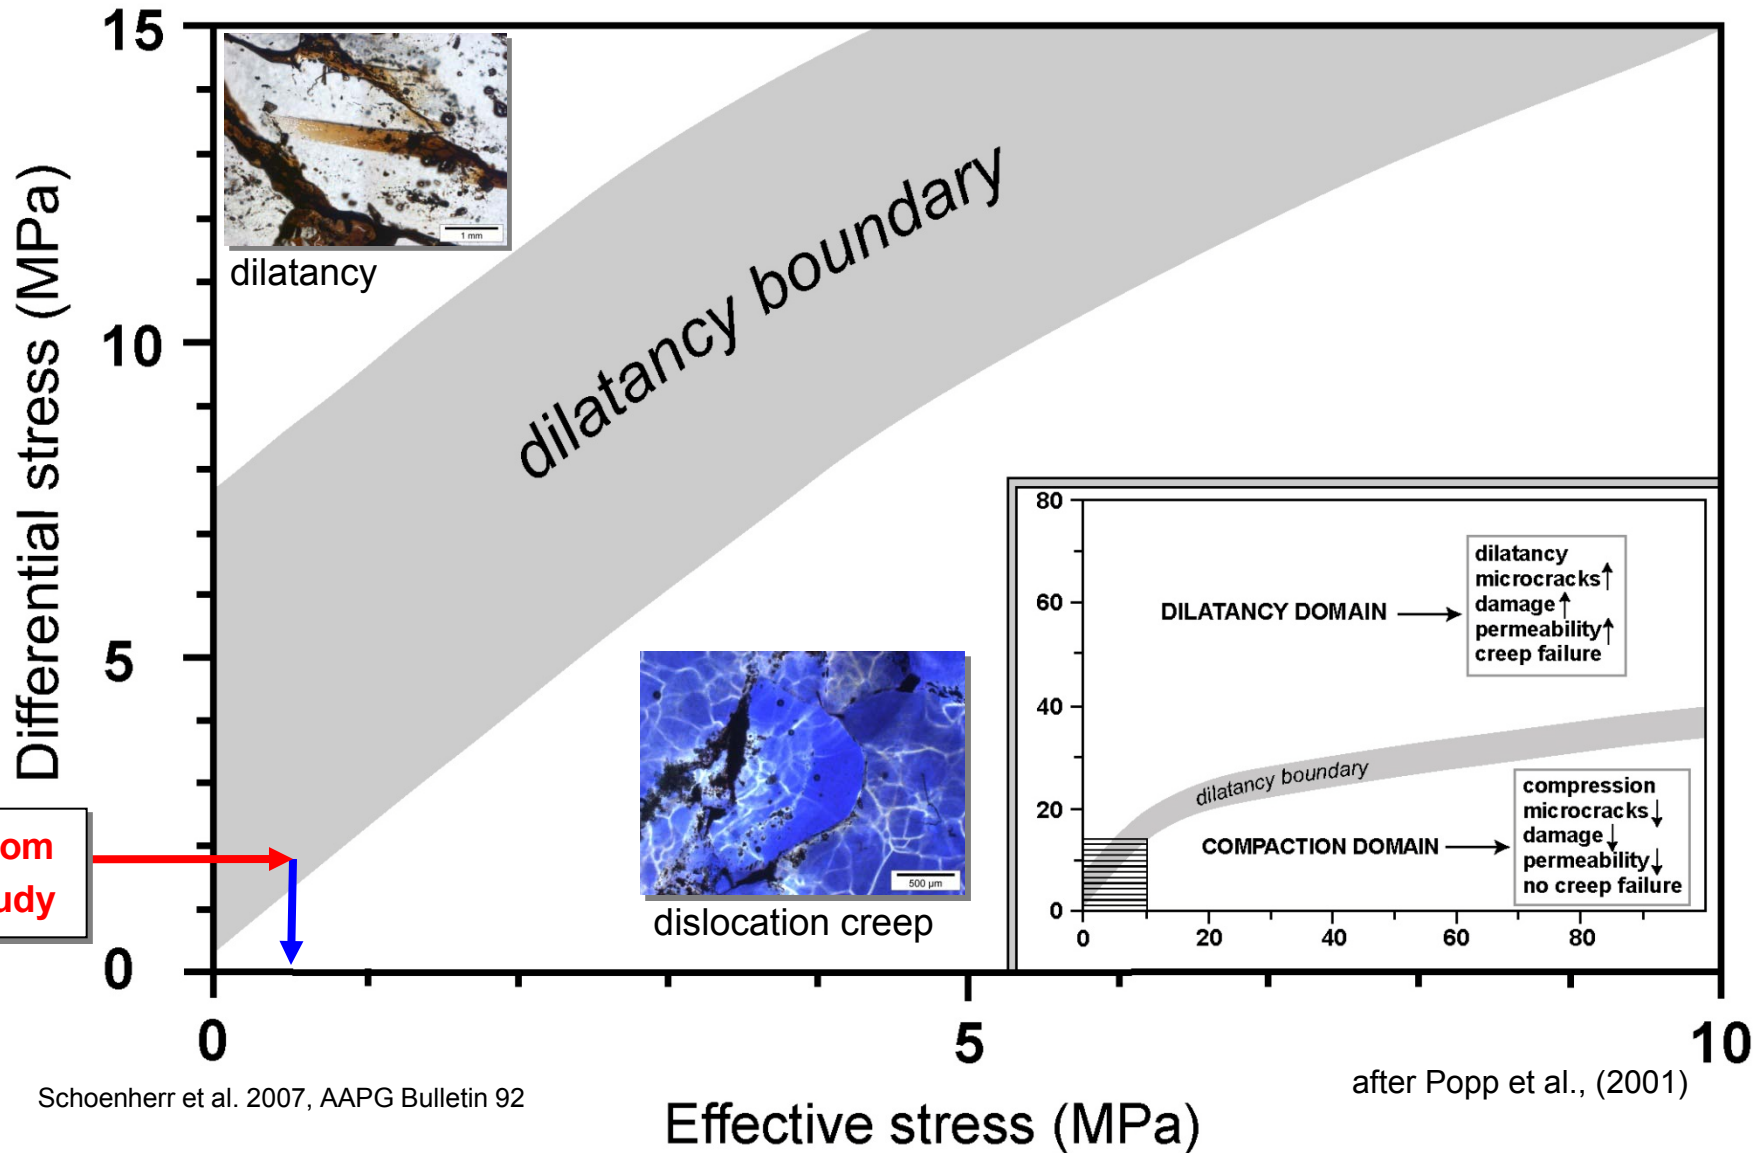 15
10
5
0
Differential stress (MPa)
1 mm
dilatancy
dilatancy boundary
500 µm
dislocation creep
om
udy
80
60
40
20
0
DILATANCY DOMAIN
dilatancy
microcracks↑
damage↑
permeability↑
creep failure
dilatancy boundary
COMPACTION DOMAIN
compression
microcracks↓
damage↓
permeability↓
no creep failure
0 20 40 60 80
0 5 10
Effective stress (MPa)
Schoenherr et al. 2007, AAPG Bulletin 92
after Popp et al., (2001)